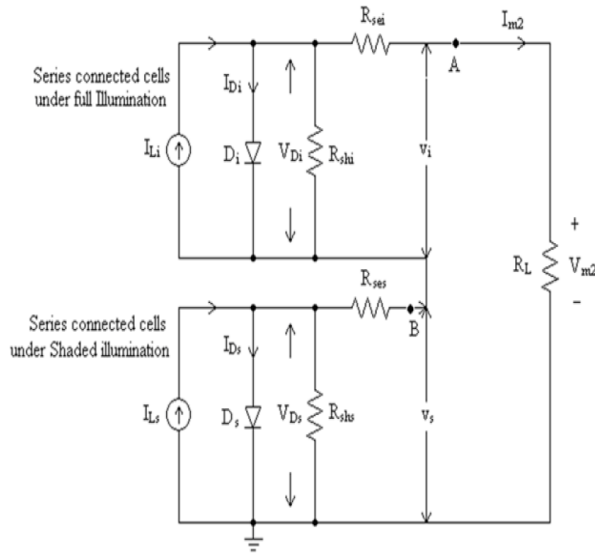 R_sei
I_m2
A
Series connected cells
under full Illumination
I_Di
I_Li
D_i
V_Di
R_shi
v_i
+
R_L
V_m2
-
R_ses
B
Series connected cells
under Shaded illumination
I_Ds
I_Ls
D_s
V_Ds
R_shs
v_s